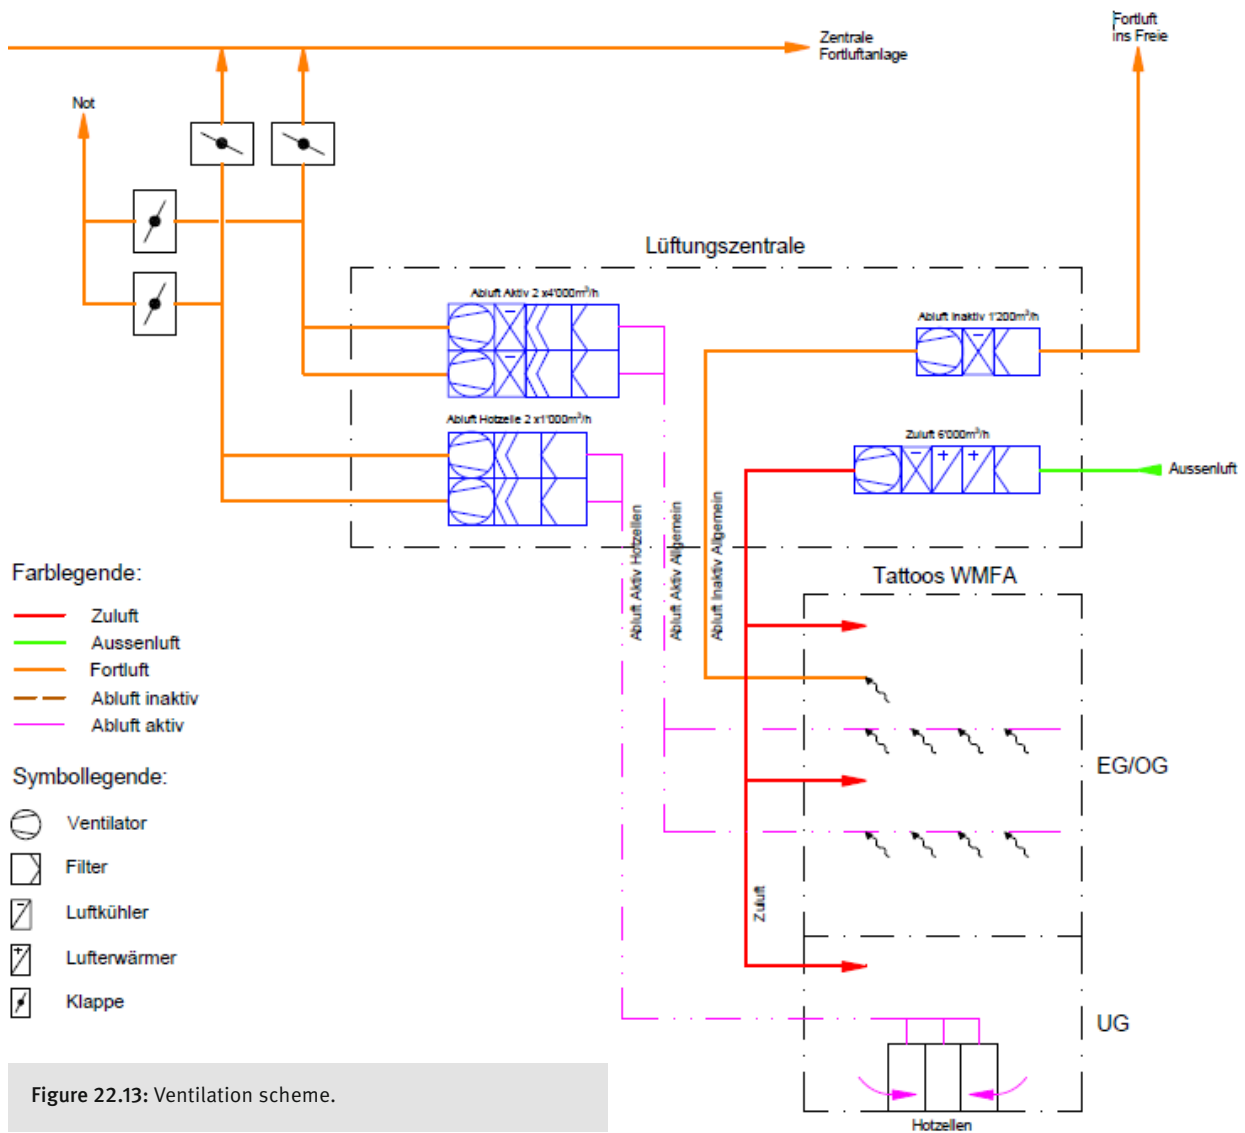 Zentrale
Fortluftanlage
Fortluft
ins Freie
Not
Lüftungszentrale
Abluft Aktiv 2 x4'000m³/h
Abluft Inaktiv 1'200m³/h
Abluft Hotzelle 2 x1'000m³/h
Zuluft 6'000m³/h
Aussenluft
Abluft Aktiv Hotzellen
Abluft Aktiv Allgemein
Abluft Inaktiv Allgemein
Farblegende:
Zuluft
Aussenluft
Fortluft
Abluft inaktiv
Abluft aktiv
Tattoos WMFA
EG/OG
Zuluft
Symbollegende:
Ventilator
Filter
Luftkühler
Lufterwärmer
Klappe
UG
Hotzellen
Figure 22.13: Ventilation scheme.